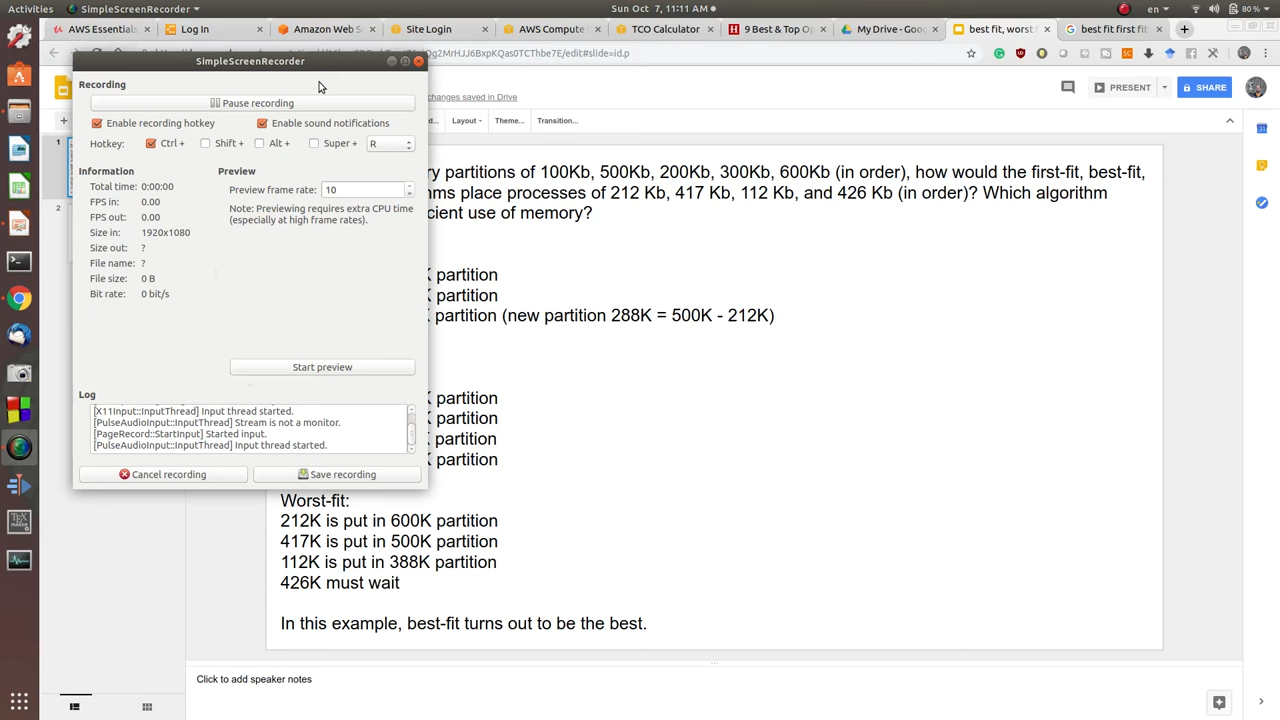 Activities
SimpleScreenRecorder
Sun Oct 7, 11:11 AM
en
80 %
AWS Essentials
Log In
Amazon Web S
Site Login
AWS Compute
TCO Calculator
9 Best & Top O
My Drive - Goog
best fit, worst f
best fit first fit
2MrHJJ6BxpKQas0TCThbe7E/edit#slide=id.p
SimpleScreenRecorder
Recording
Pause recording
Enable recording hotkey
Enable sound notifications
Hotkey:
Ctrl +
Shift +
Alt +
Super +
R
Information
Total time: 0:00:00
FPS in: 0.00
FPS out: 0.00
Size in: 1920x1080
Size out: ?
File name: ?
File size: 0 B
Bit rate: 0 bit/s
Preview
Preview frame rate: 10
Note: Previewing requires extra CPU time
(especially at high frame rates).
Start preview
Log
[X11Input::InputThread] Input thread started.
[PulseAudioInput::InputThread] Stream is not a monitor.
[PageRecord::StartInput] Started input.
[PulseAudioInput::InputThread] Input thread started.
Cancel recording
Save recording
changes saved in Drive
PRESENT
SHARE
Layout
Theme...
Transition...
1
2
ry partitions of 100Kb, 500Kb, 200Kb, 300Kb, 600Kb (in order), how would the first-fit, best-fit,
ms place processes of 212 Kb, 417 Kb, 112 Kb, and 426 Kb (in order)? Which algorithm
cient use of memory?
K partition
K partition
K partition (new partition 288K = 500K - 212K)
K partition
K partition
K partition
K partition
Worst-fit:
212K is put in 600K partition
417K is put in 500K partition
112K is put in 388K partition
426K must wait
In this example, best-fit turns out to be the best.
Click to add speaker notes